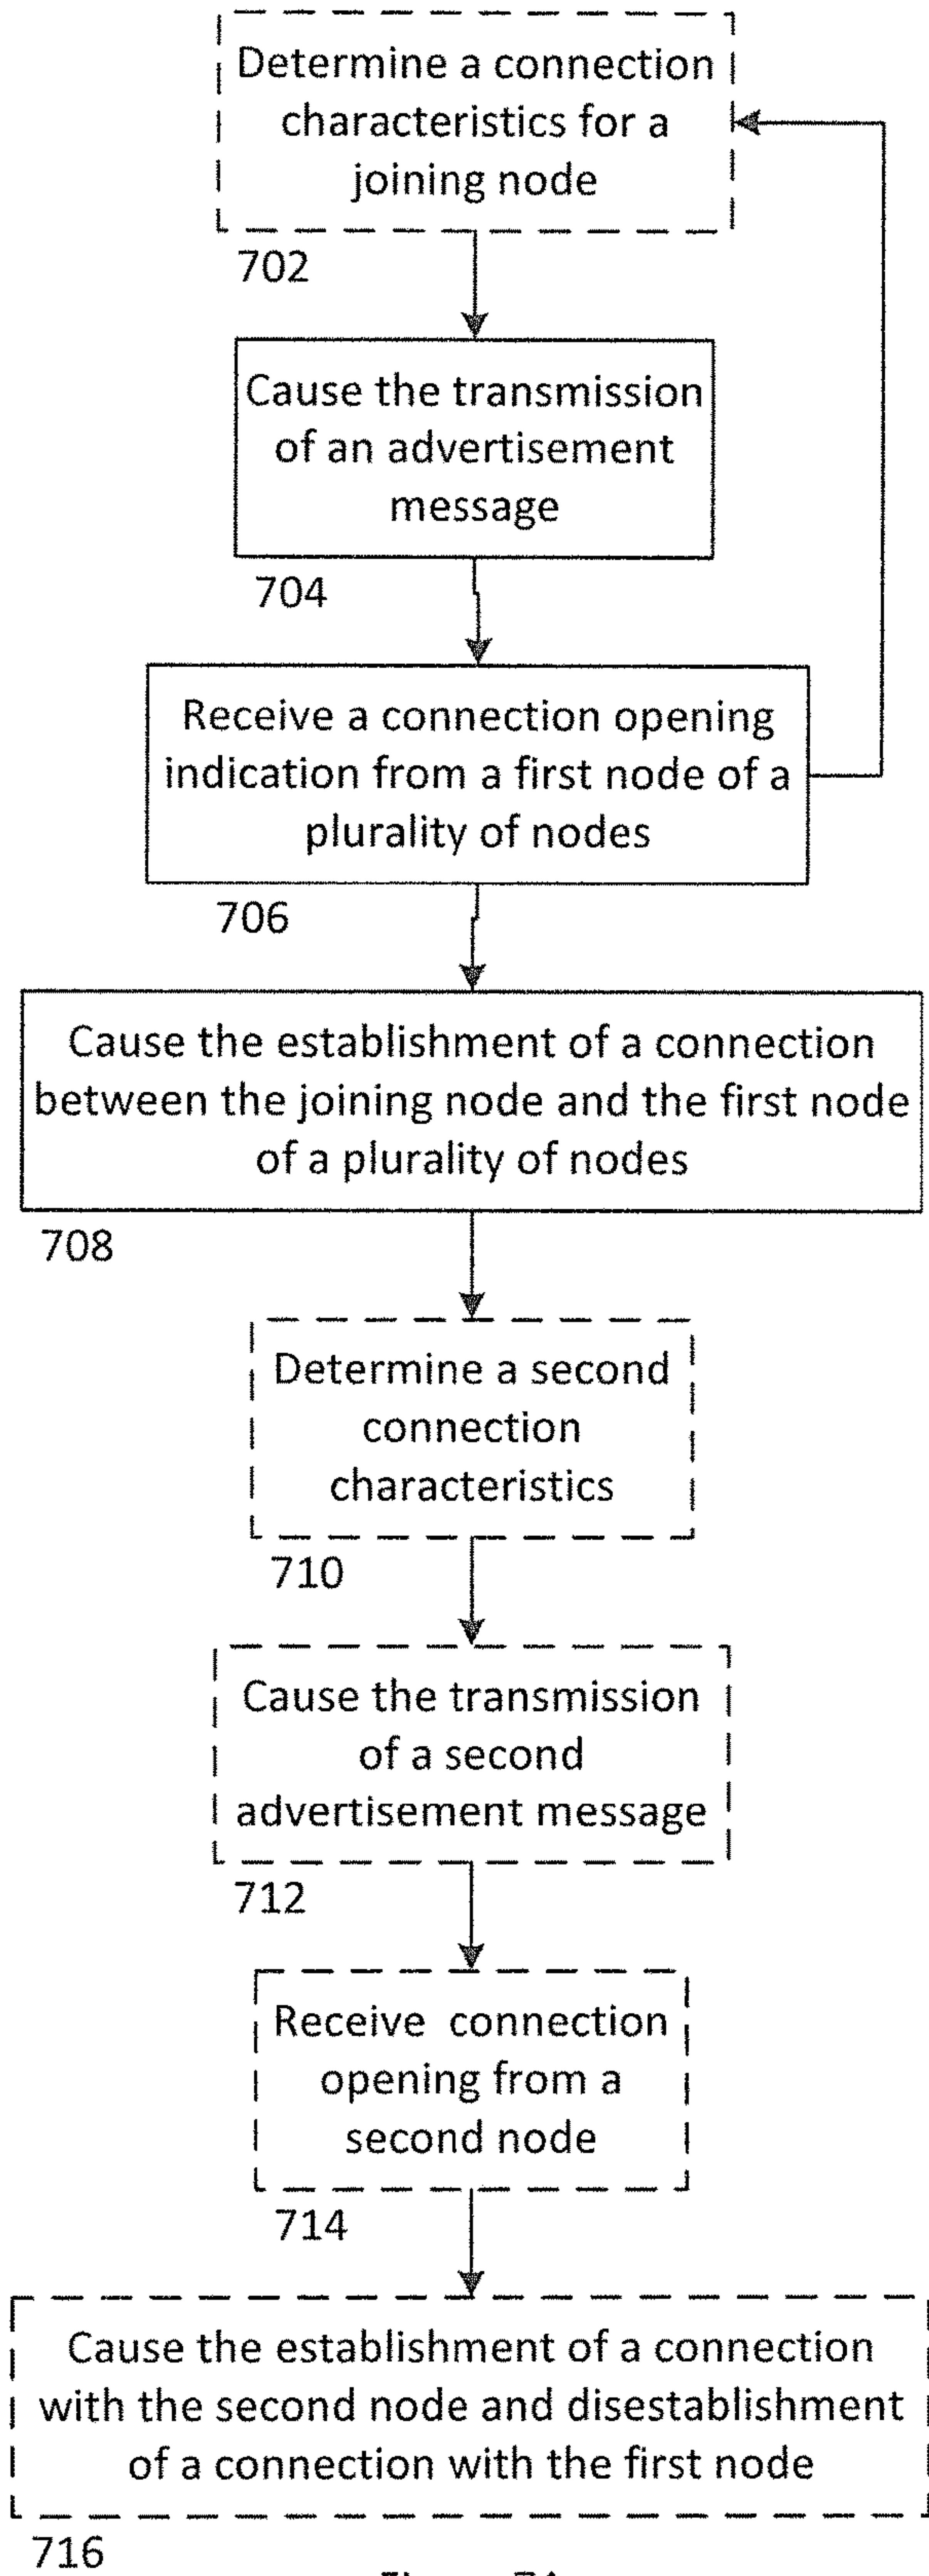 Determine a connection
characteristics for a
joining node
702
Cause the transmission
of an advertisement
message
704
Receive a connection opening
indication from a first node of a
plurality of nodes
706
Cause the establishment of a connection
between the joining node and the first node
of a plurality of nodes
708
Determine a second
connection
characteristics
710
Cause the transmission
of a second
advertisement message
712
Receive connection
opening from a
second node
714
Cause the establishment of a connection
with the second node and disestablishment
of a connection with the first node
716